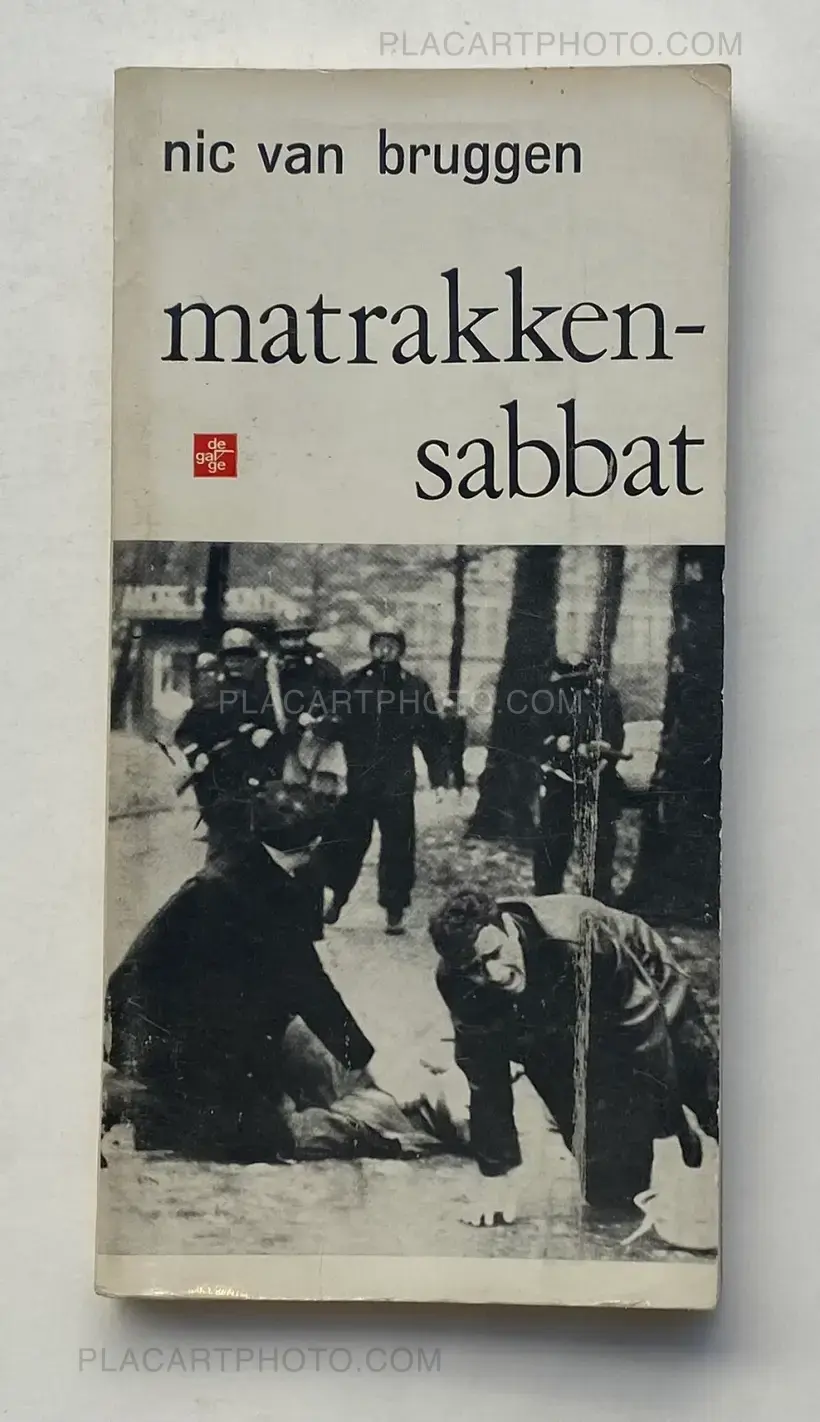 PLACARTPHOTO.COM
nic van bruggen
matrakken-
sabbat
de
gal
ge
PLACARTPHOTO.COM
PLACARTPHOTO.COM